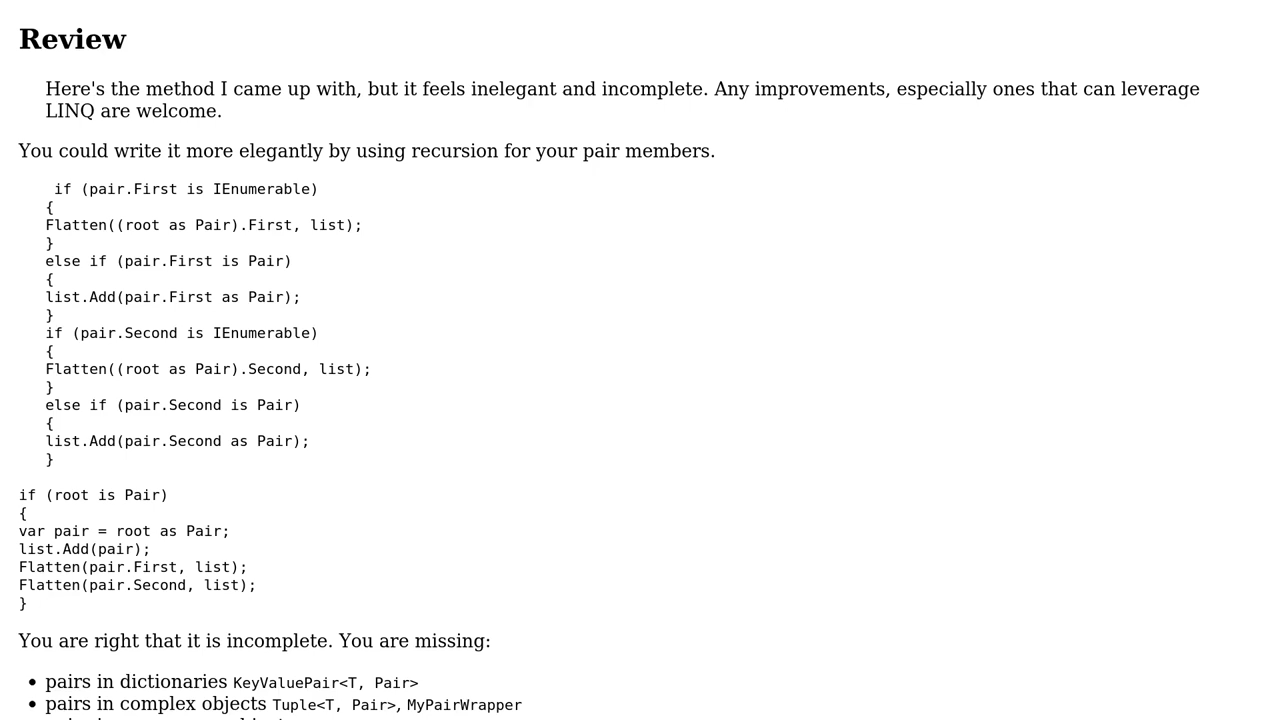 Review
Here's the method I came up with, but it feels inelegant and incomplete. Any improvements, especially ones that can leverage
LINQ are welcome.
You could write it more elegantly by using recursion for your pair members.
if (pair.First is IEnumerable)
{
Flatten((root as Pair).First, list);
}
else if (pair.First is Pair)
{
list.Add(pair.First as Pair);
}
if (pair.Second is IEnumerable)
{
Flatten((root as Pair).Second, list);
}
else if (pair.Second is Pair)
{
list.Add(pair.Second as Pair);
}
if (root is Pair)
{
var pair = root as Pair;
list.Add(pair);
Flatten(pair.First, list);
Flatten(pair.Second, list);
}
You are right that it is incomplete. You are missing:
• pairs in dictionaries KeyValuePair<T, Pair>
• pairs in complex objects Tuple<T, Pair>, MyPairWrapper